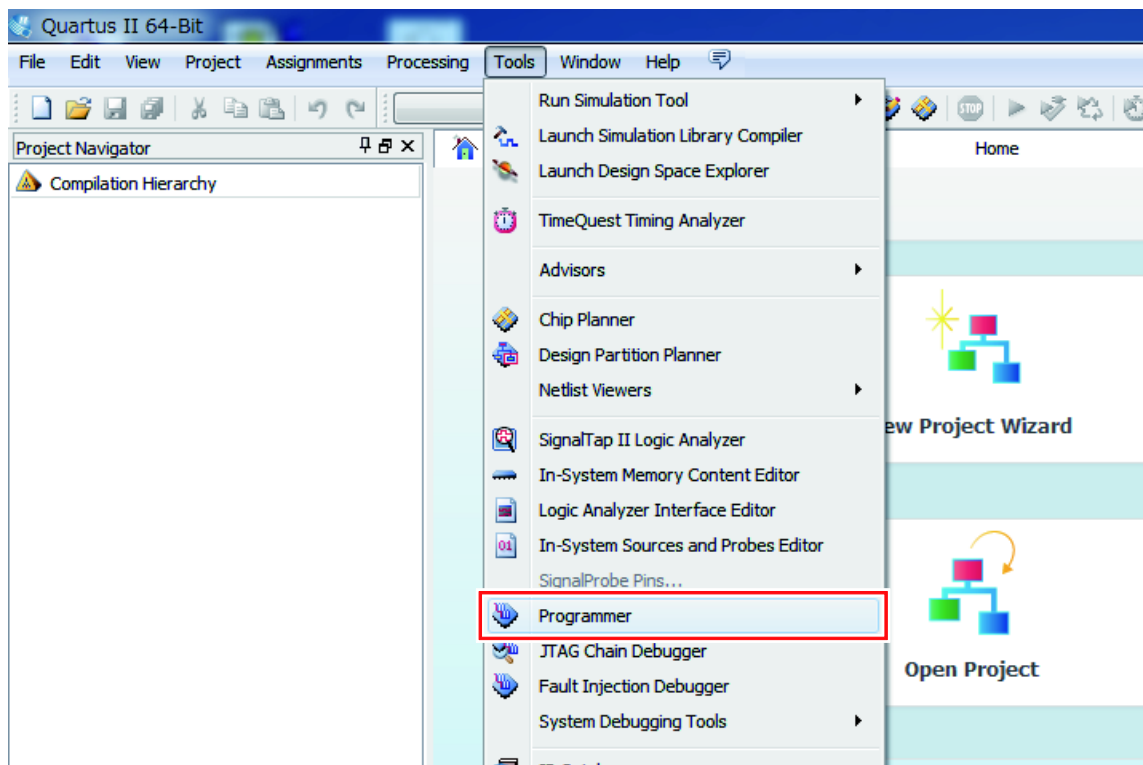 Quartus II 64-Bit
File Edit View Project Assignments Processing Tools Window Help
STOP
Project Navigator
Home
Compilation Hierarchy
Run Simulation Tool
Launch Simulation Library Compiler
Launch Design Space Explorer
TimeQuest Timing Analyzer
Advisors
Chip Planner
Design Partition Planner
Netlist Viewers
SignalTap II Logic Analyzer
In-System Memory Content Editor
Logic Analyzer Interface Editor
In-System Sources and Probes Editor
SignalProbe Pins...
Programmer
JTAG Chain Debugger
Fault Injection Debugger
System Debugging Tools
ew Project Wizard
Open Project